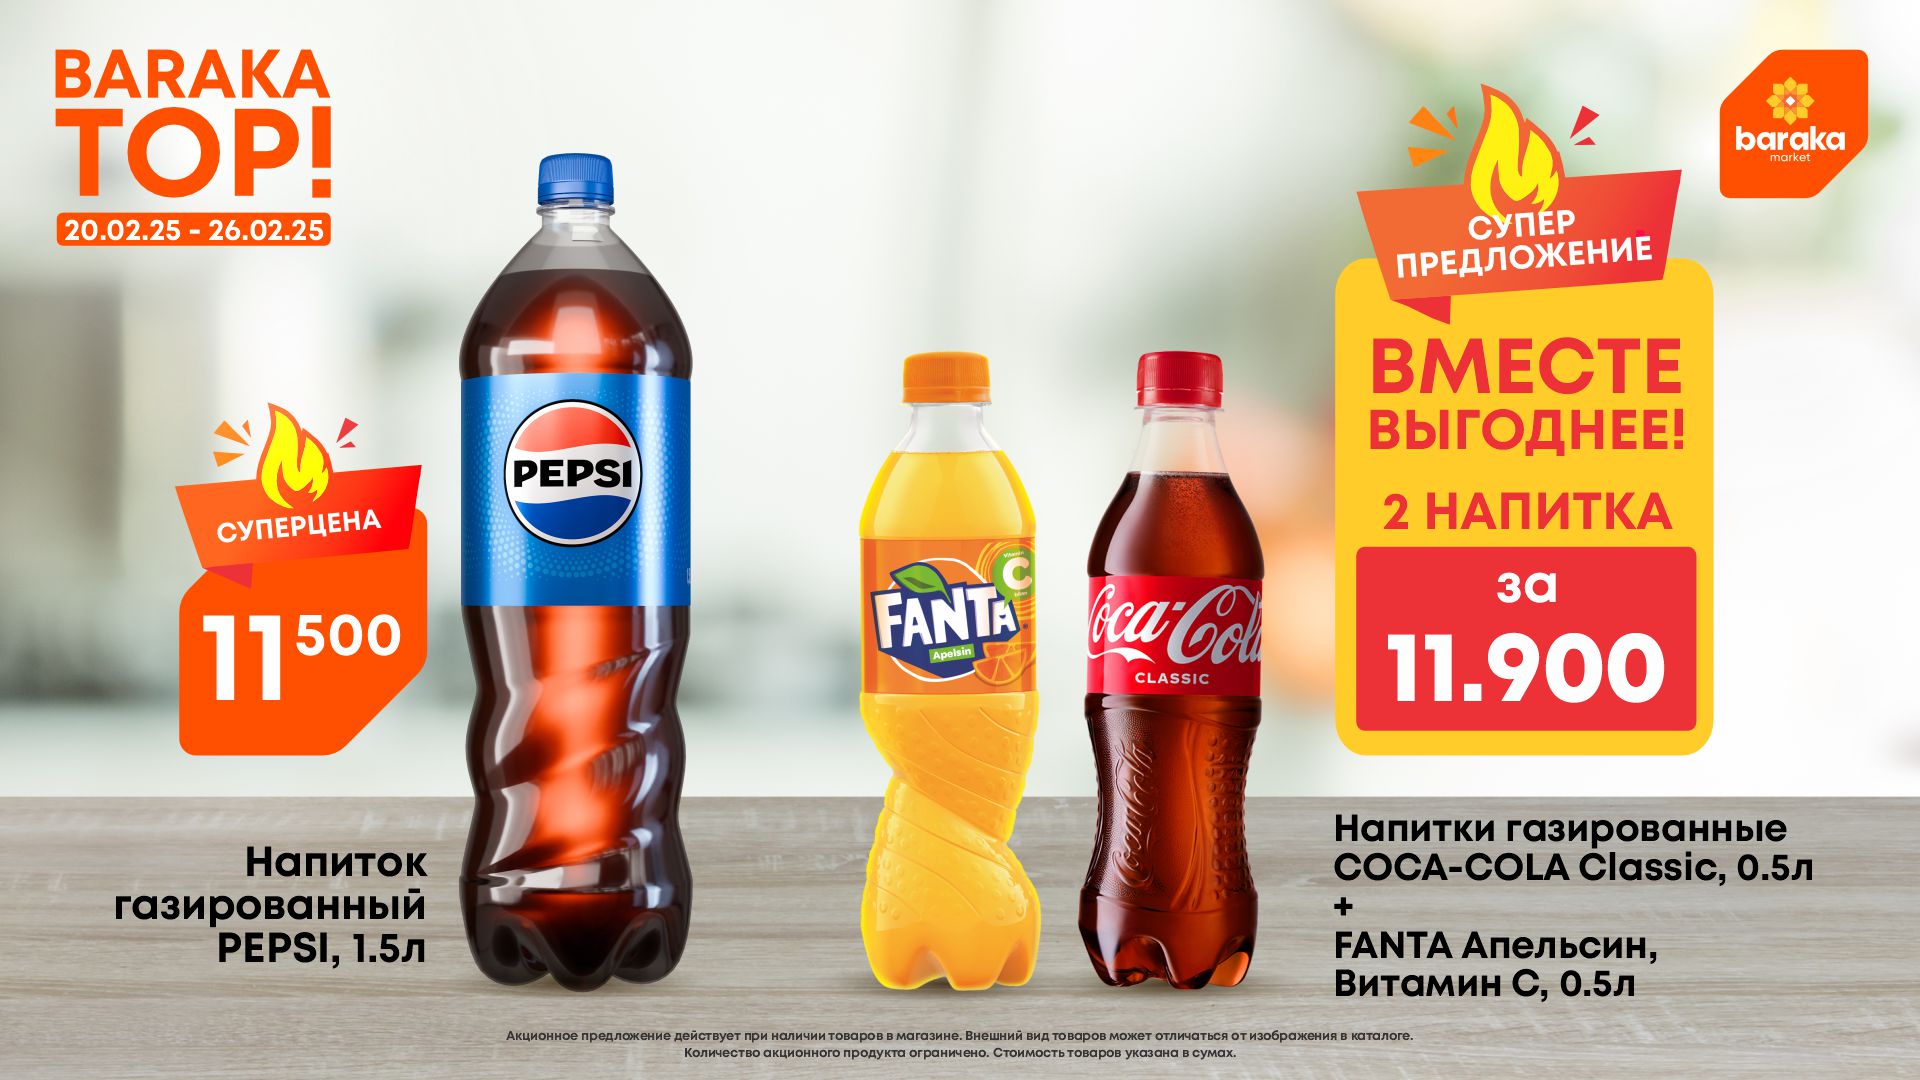 BARAKA
TOP!
20.02.25 - 26.02.25
baraka
market
СУПЕРЦЕНА
11 500
PEPSI
Напиток
газированный
PEPSI, 1.5л
FANTA
Apelsin
Vitamin
C
Coca-Cola
CLASSIC
Coca-Cola
СУПЕР
ПРЕДЛОЖЕНИЕ
ВМЕСТЕ
ВЫГОДНЕЕ!
2 НАПИТКА
за
11.900
Напитки газированные
COCA-COLA Classic, 0.5л
+
FANTA Апельсин,
Витамин С, 0.5л
Акционное предложение действует при наличии товаров в магазине. Внешний вид товаров может отличаться от изображения в каталоге.
Количество акционного продукта ограничено. Стоимость товаров указана в сумах.